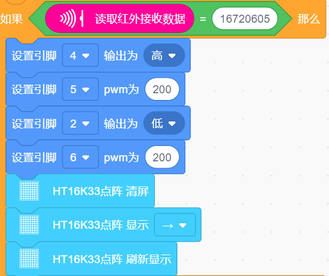 如果 读取红外接收数据 = 16720605 那么
设置引脚 4 输出为 高
设置引脚 5 pwm为 200
设置引脚 2 输出为 低
设置引脚 6 pwm为 200
HT16K33点阵 清屏
HT16K33点阵 显示 →
HT16K33点阵 刷新显示